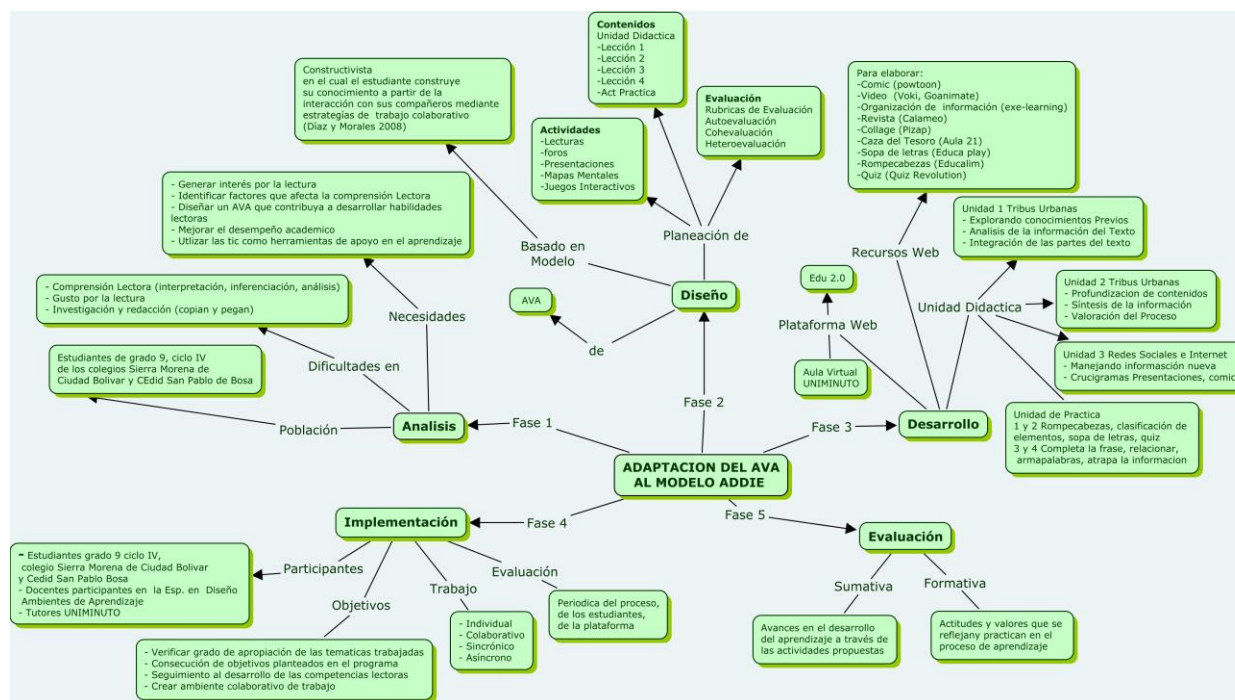 Contenidos
Unidad Didactica
-Lección 1
-Lección 2
-Lección 3
-Lección 4
-Act Practica
Constructivista
en el cual el estudiante construye
su conocimiento a partir de la
interacción con sus compañeros mediante
estrategías de trabajo colaborativo
(Díaz y Morales 2008)
Actividades
-Lecturas
-foros
-Presentaciones
-Mapas Mentales
-Juegos Interactivos
Evaluación
Rubricas de Evaluación
Autoevaluación
Cohevaluación
Heteroevaluación
Para elaborar:
-Comic (powtoon)
-Video (Voki, Goanimate)
-Organización de información (exe-learning)
-Revista (Calameo)
-Collage (Pizap)
-Caza del Tesoro (Aula 21)
-Sopa de letras (Educa play)
-Rompecabezas (Educalim)
-Quiz (Quiz Revolution)
- Generar interés por la lectura
- Identificar factores que afecta la comprensión Lectora
- Diseñar un AVA que contribuya a desarrollar habilidades
lectoras
- Mejorar el desempeño academico
- Utlizar las tic como herramientas de apoyo en el aprendizaje
Basado en
Modelo
Planeación de
Recursos Web
Unidad 1 Tribus Urbanas
- Explorando conocimientos Previos
- Analisis de la información del Texto
- Integración de las partes del texto
- Comprensión Lectora (interpretación, inferenciación, análisis)
- Gusto por la lectura
- Investigación y redacción (copian y pegan)
Necesidades
AVA
Diseño
de
Edu 2.0
Plataforma Web
Unidad Didactica
Unidad 2 Tribus Urbanas
- Profundizacion de contenidos
- Síntesis de la información
- Valoración del Proceso
Estudiantes de grado 9, ciclo IV
de los colegios Sierra Morena de
Ciudad Bolivar y CEdid San Pablo de Bosa
Dificultades en
Aula Virtual
UNIMINUTO
Unidad 3 Redes Sociales e Internet
- Manejando información nueva
- Crucigramas Presentaciones, comic
Población
Analisis
Fase 1
Fase 2
Fase 3
Desarrollo
Unidad de Practica
1 y 2 Rompecabezas, clasificación de
elementos, sopa de letras, quiz
3 y 4 Completa la frase, relacionar,
armapalabras, atrapa la informacion
ADAPTACION DEL AVA
AL MODELO ADDIE
Implementación
Fase 4
Fase 5
Evaluación
- Estudiantes grado 9 ciclo IV,
colegio Sierra Morena de Ciudad Bolivar
y Cedid San Pablo Bosa
- Docentes participantes en la Esp. en Diseño
Ambientes de Aprendizaje
- Tutores UNIMINUTO
Participantes
Objetivos
Trabajo
Evaluación
Sumativa
Formativa
- Verificar grado de apropiación de las tematicas trabajadas
- Consecución de objetivos planteados en el programa
- Seguimiento al desarrollo de las competencias lectoras
- Crear ambiente colaborativo de trabajo
- Individual
- Colaborativo
- Sincrónico
- Asíncrono
Periodica del proceso,
de los estudiantes,
de la plataforma
Avances en el desarrollo
del aprendizaje a través de
las actividades propuestas
Actitudes y valores que se
reflejany practican en el
proceso de aprendizaje